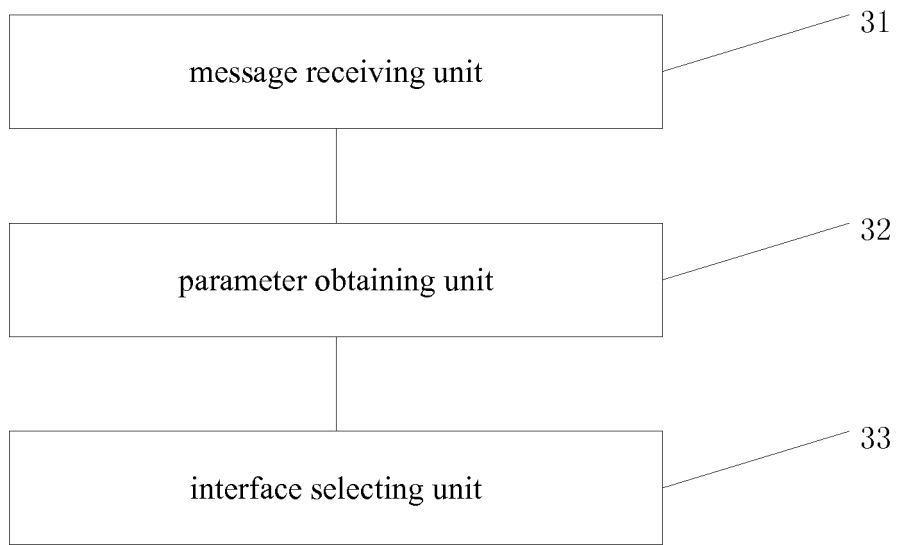 31
message receiving unit
32
parameter obtaining unit
33
interface selecting unit